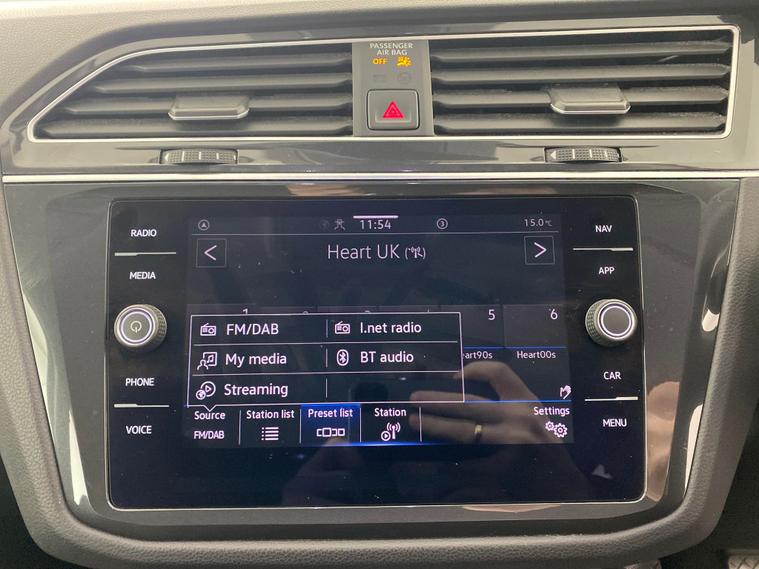 PASSENGER
AIR BAG
OFF
RADIO
MEDIA
PHONE
VOICE
NAV
APP
CAR
MENU
11:54
3
15.0°C
< Heart UK >
5
6
FM/DAB
I.net radio
My media
BT audio
eart90s
Heart00s
Streaming
Source
FM/DAB
Station list
Preset list
Station
Settings